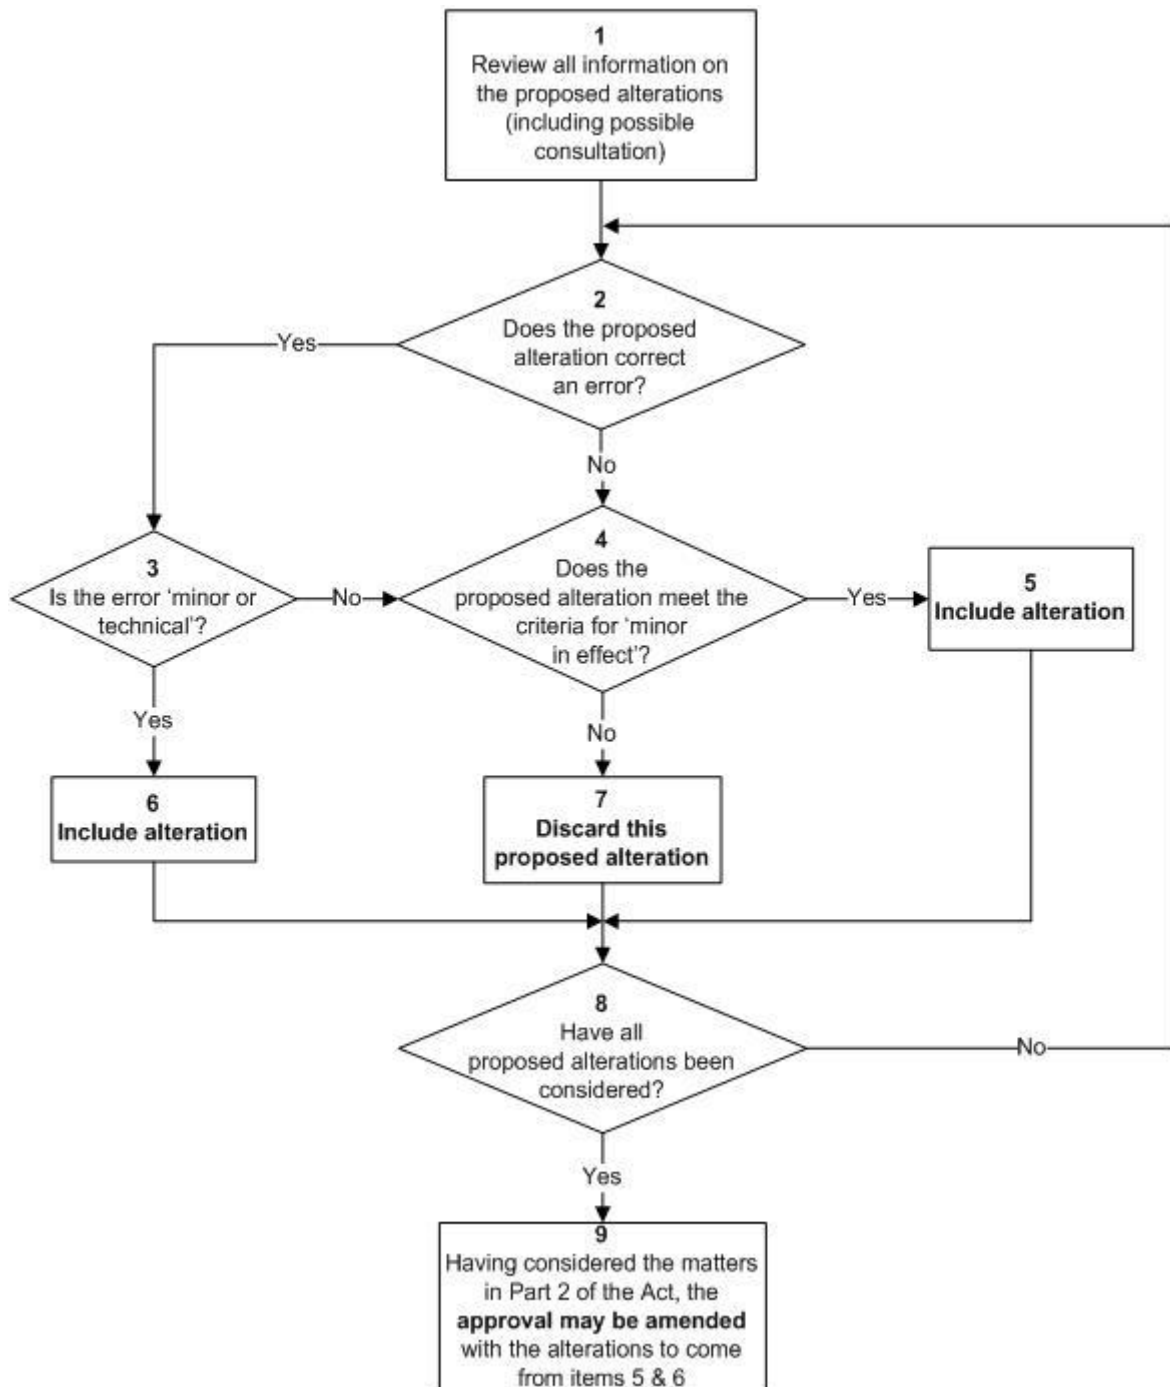 1
Review all information on
the proposed alterations
(including possible
consultation)
2
Does the proposed
alteration correct
an error?
Yes
No
3
Is the error ‘minor or
technical’?
No
4
Does the
proposed alteration meet the
criteria for ‘minor
in effect’?
Yes
5
Include alteration
Yes
No
6
Include alteration
7
Discard this
proposed alteration
8
Have all
proposed alterations been
considered?
No
Yes
9
Having considered the matters
in Part 2 of the Act, the
approval may be amended
with the alterations to come
from items 5 & 6